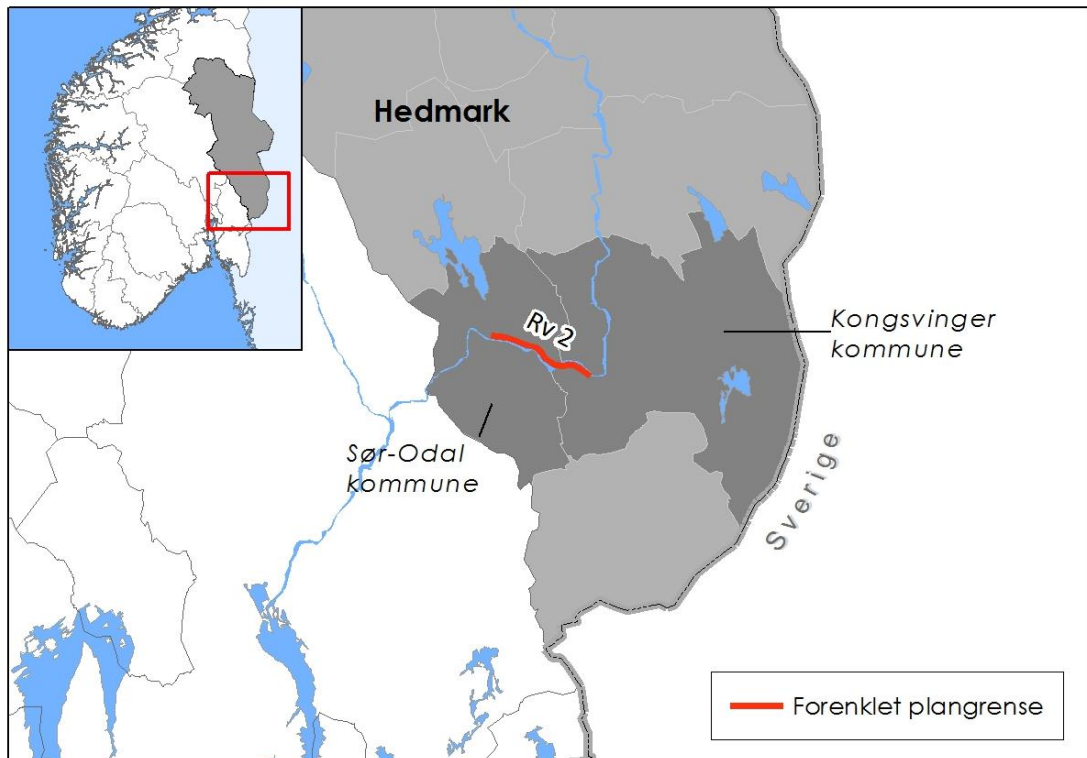 Hedmark
Rv 2
Kongsvinger
kommune
Sør-Odal
kommune
Sverige
Forenklet plangrense